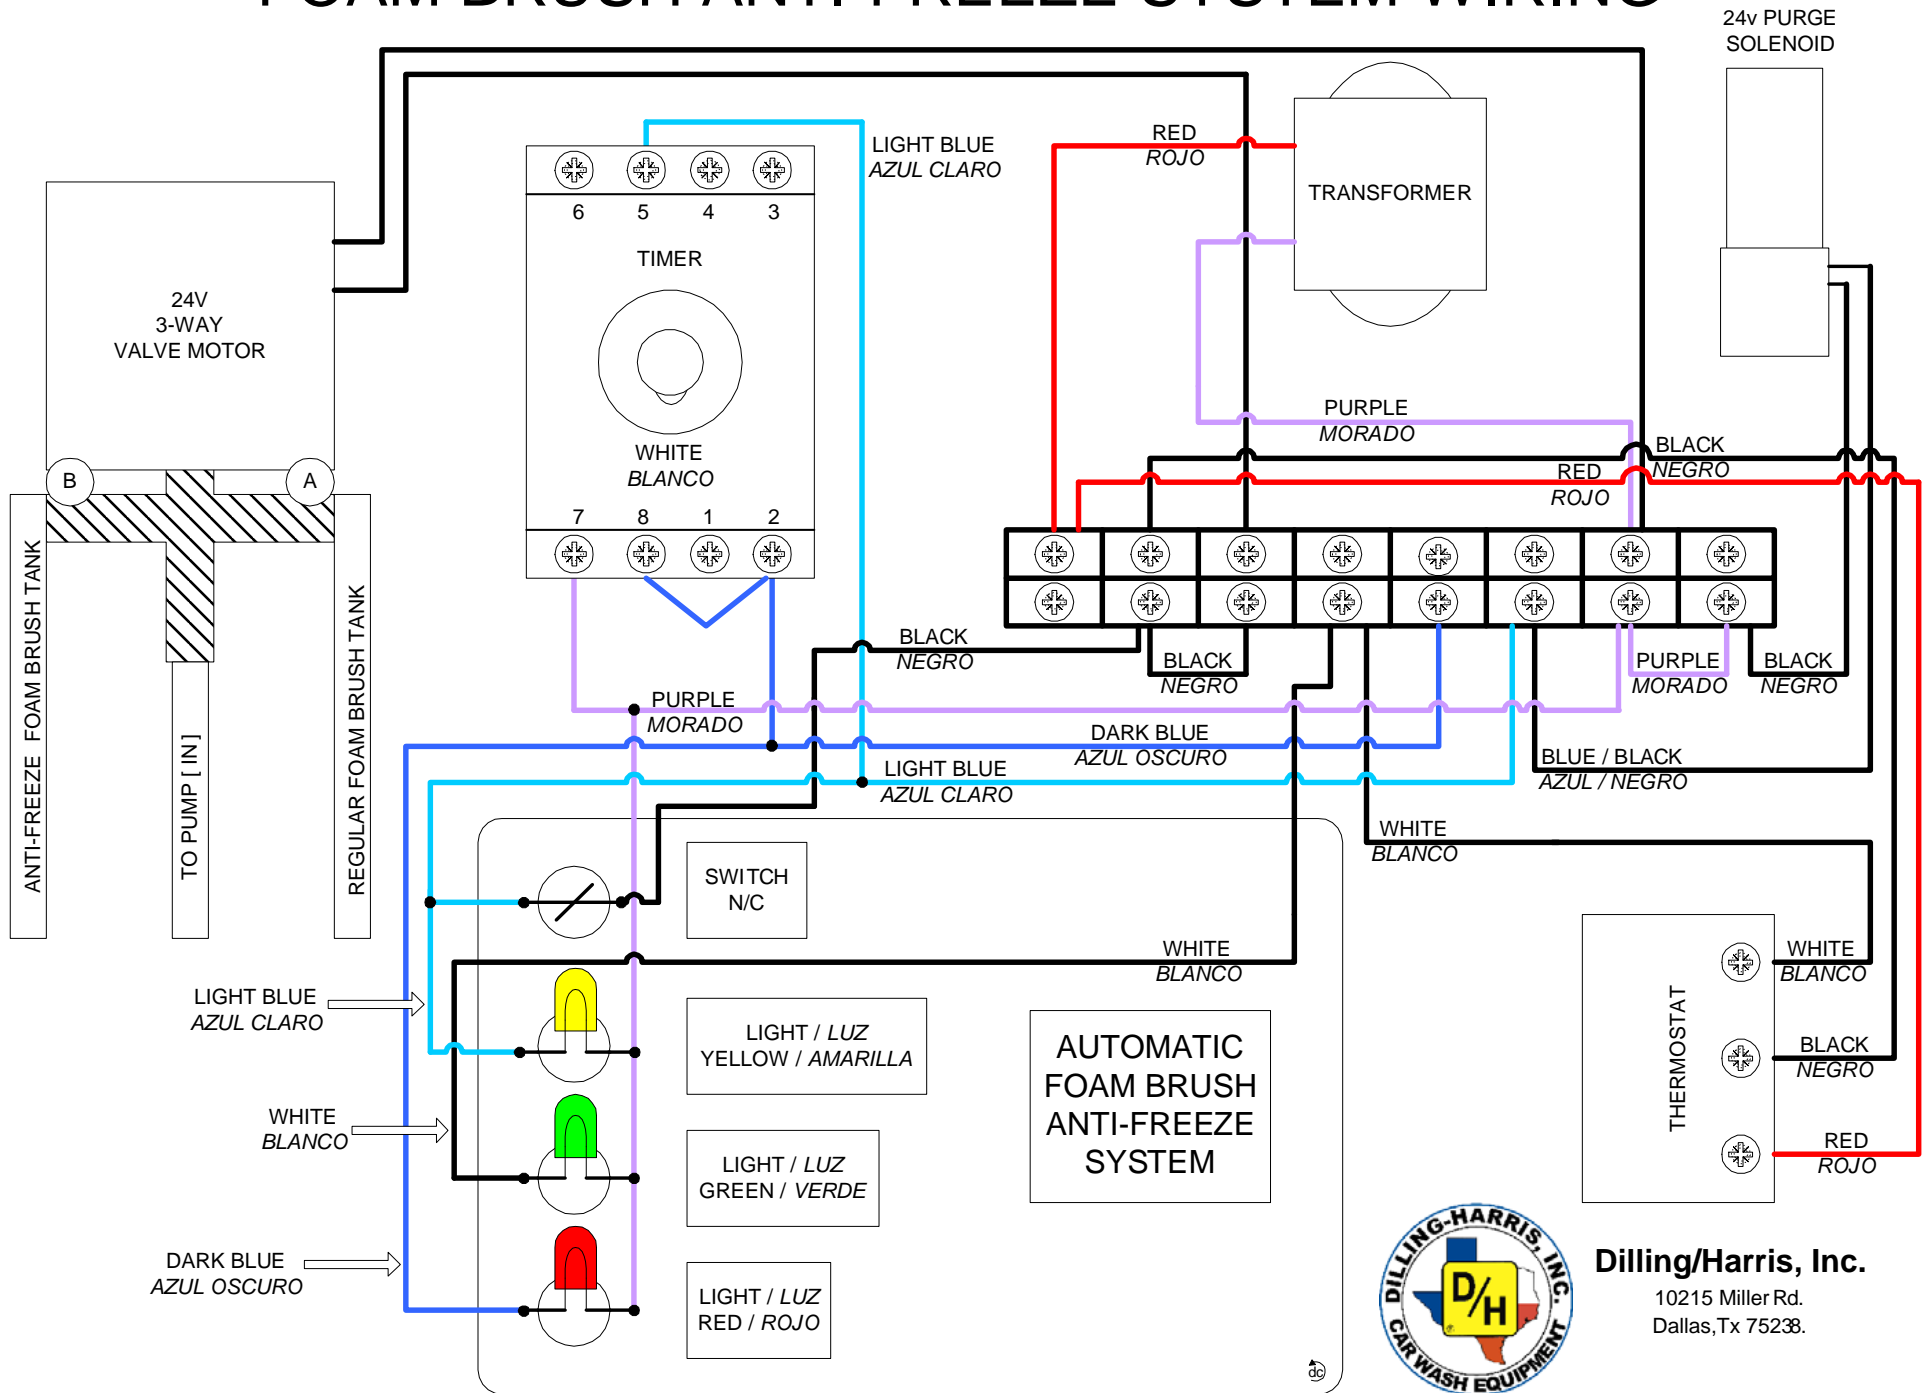 FOAM BRUSH ANTI-FREEZE SYSTEM WIRING
24v PURGE
SOLENOID
LIGHT BLUE
AZUL CLARO
RED
ROJO
TRANSFORMER
6 5 4 3
TIMER
24V
3-WAY
VALVE MOTOR
WHITE
BLANCO
7 8 1 2
PURPLE
MORADO
BLACK
NEGRO
RED
ROJO
B
A
ANTI-FREEZE FOAM BRUSH TANK
TO PUMP [ IN ]
REGULAR FOAM BRUSH TANK
BLACK
NEGRO
BLACK
NEGRO
PURPLE
MORADO
BLACK
NEGRO
PURPLE
MORADO
DARK BLUE
AZUL OSCURO
BLUE / BLACK
AZUL / NEGRO
LIGHT BLUE
AZUL CLARO
WHITE
BLANCO
SWITCH
N/C
WHITE
BLANCO
WHITE
BLANCO
LIGHT BLUE
AZUL CLARO
LIGHT / LUZ
YELLOW / AMARILLA
AUTOMATIC
FOAM BRUSH
ANTI-FREEZE
SYSTEM
THERMOSTAT
BLACK
NEGRO
WHITE
BLANCO
LIGHT / LUZ
GREEN / VERDE
RED
ROJO
DARK BLUE
AZUL OSCURO
LIGHT / LUZ
RED / ROJO
DILLING-HARRIS, INC.
D/H
CAR WASH EQUIPMENT
Dilling/Harris, Inc.
10215 Miller Rd.
Dallas,Tx 75238.
dc